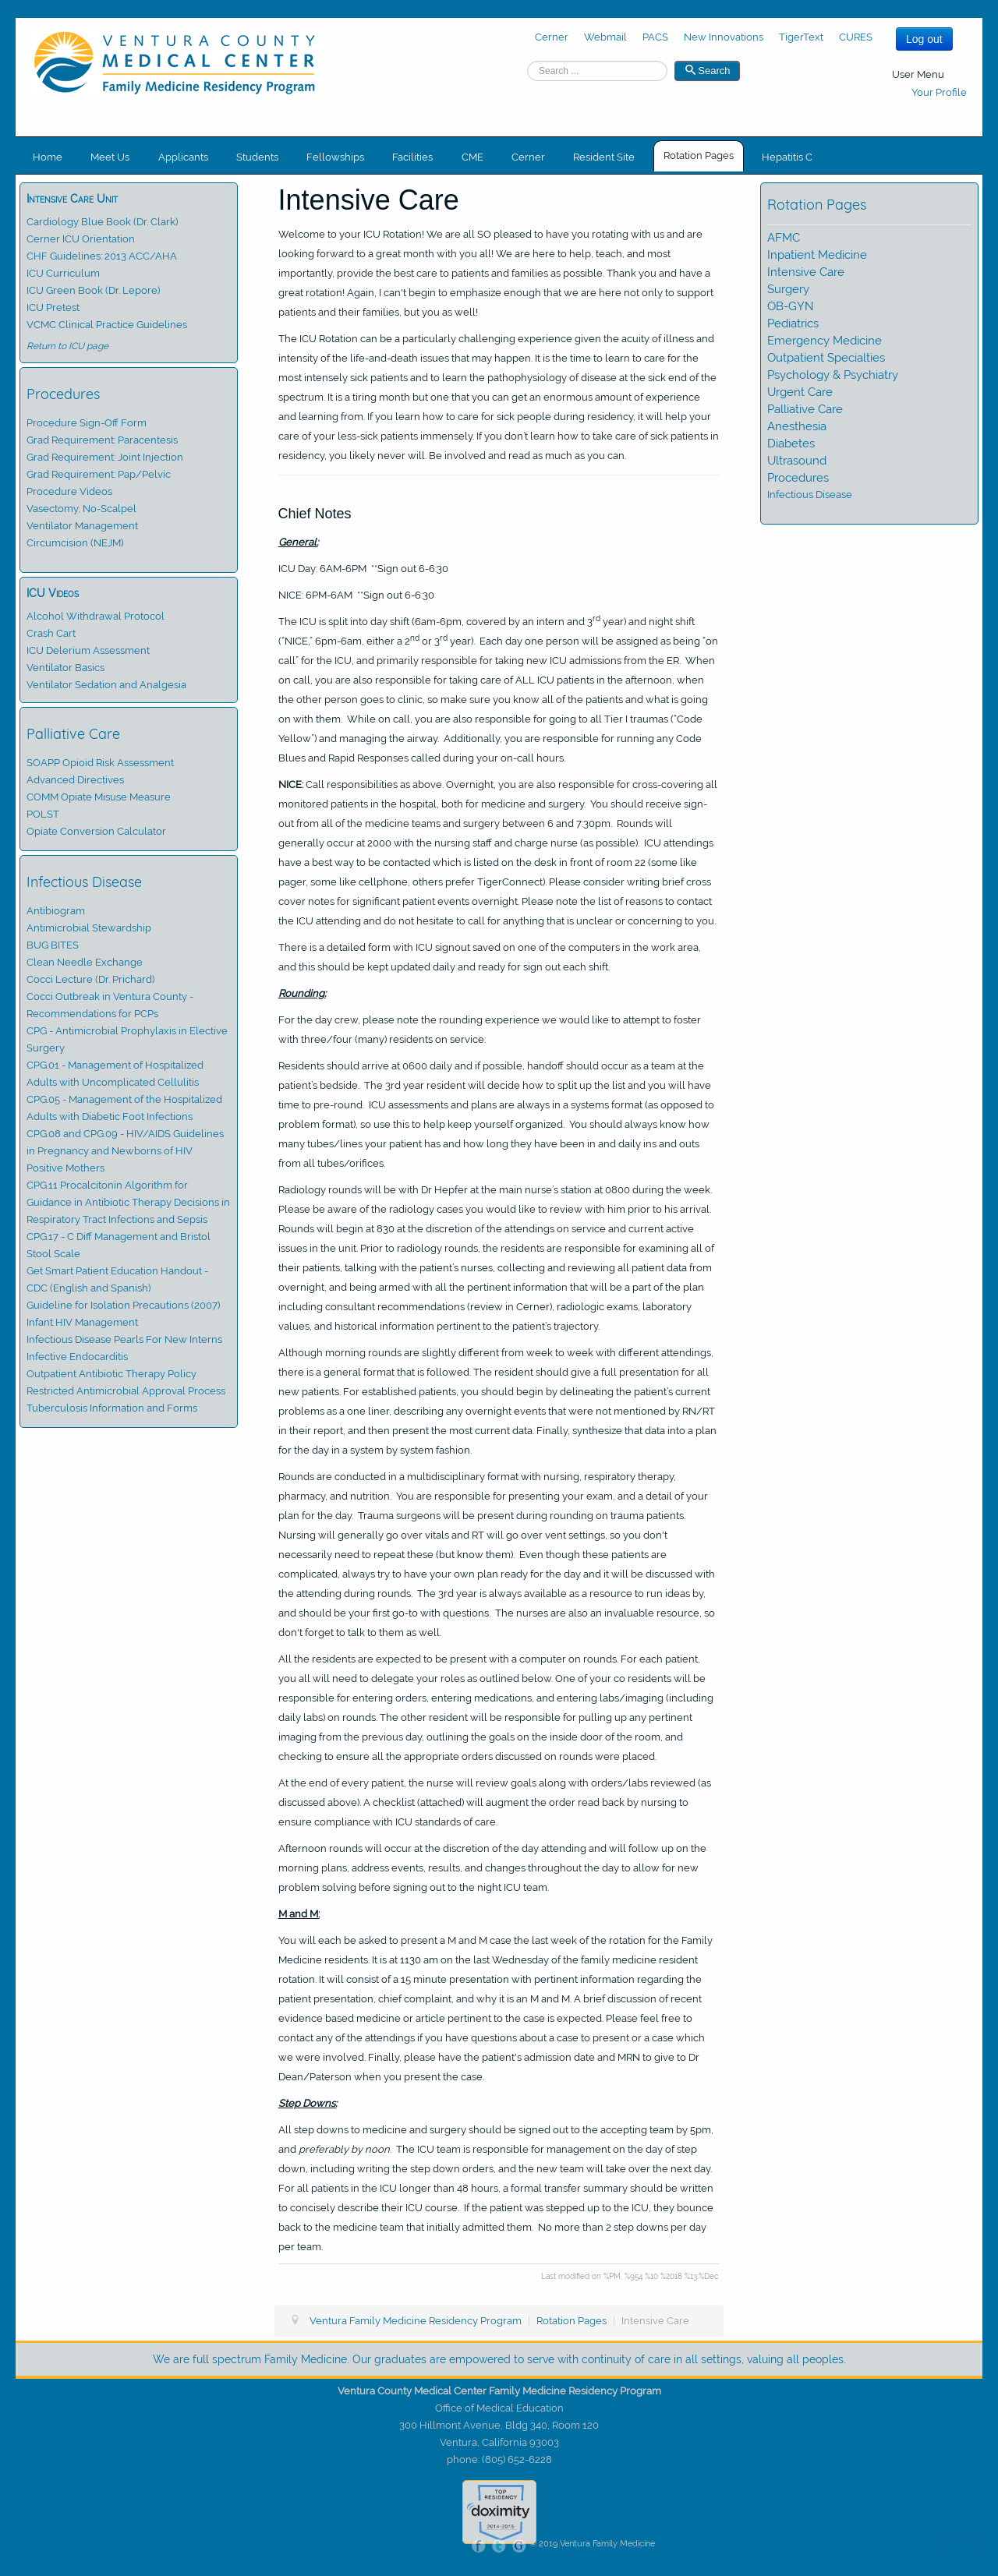 VENTURA COUNTY
MEDICAL CENTER
Family Medicine Residency Program
Cerner Webmail PACS New Innovations TigerText CURES
Log out
Search ...
Search
User Menu
Your Profile
Home Meet Us Applicants Students Fellowships Facilities CME Cerner Resident Site Rotation Pages Hepatitis C
Intensive Care Unit
Cardiology Blue Book (Dr. Clark)
Cerner ICU Orientation
CHF Guidelines: 2013 ACC/AHA
ICU Curriculum
ICU Green Book (Dr. Lepore)
ICU Pretest
VCMC Clinical Practice Guidelines
Return to ICU page
Procedures
Procedure Sign-Off Form
Grad Requirement: Paracentesis
Grad Requirement: Joint Injection
Grad Requirement: Pap/Pelvic
Procedure Videos
Vasectomy, No-Scalpel
Ventilator Management
Circumcision (NEJM)
ICU Videos
Alcohol Withdrawal Protocol
Crash Cart
ICU Delerium Assessment
Ventilator Basics
Ventilator Sedation and Analgesia
Palliative Care
SOAPP Opioid Risk Assessment
Advanced Directives
COMM Opiate Misuse Measure
POLST
Opiate Conversion Calculator
Infectious Disease
Antibiogram
Antimicrobial Stewardship
BUG BITES
Clean Needle Exchange
Cocci Lecture (Dr. Prichard)
Cocci Outbreak in Ventura County -
Recommendations for PCPs
CPG - Antimicrobial Prophylaxis in Elective
Surgery
CPG.01 - Management of Hospitalized
Adults with Uncomplicated Cellulitis
CPG.05 - Management of the Hospitalized
Adults with Diabetic Foot Infections
CPG.08 and CPG.09 - HIV/AIDS Guidelines
in Pregnancy and Newborns of HIV
Positive Mothers
CPG.11 Procalcitonin Algorithm for
Guidance in Antibiotic Therapy Decisions in
Respiratory Tract Infections and Sepsis
CPG.17 - C Diff Management and Bristol
Stool Scale
Get Smart Patient Education Handout -
CDC (English and Spanish)
Guideline for Isolation Precautions (2007)
Infant HIV Management
Infectious Disease Pearls For New Interns
Infective Endocarditis
Outpatient Antibiotic Therapy Policy
Restricted Antimicrobial Approval Process
Tuberculosis Information and Forms
Intensive Care
Welcome to your ICU Rotation! We are all SO pleased to have you rotating with us and are
looking forward to a great month with you all! We are here to help, teach, and most
importantly, provide the best care to patients and families as possible. Thank you and have a
great rotation! Again, I can't begin to emphasize enough that we are here not only to support
patients and their families, but you as well!
The ICU Rotation can be a particularly challenging experience given the acuity of illness and
intensity of the life-and-death issues that may happen. It is the time to learn to care for the
most intensely sick patients and to learn the pathophysiology of disease at the sick end of the
spectrum. It is a tiring month but one that you can get an enormous amount of experience
and learning from. If you learn how to care for sick people during residency, it will help your
care of your less-sick patients immensely. If you don't learn how to take care of sick patients in
residency, you likely never will. Be involved and read as much as you can.
Chief Notes
General:
ICU Day: 6AM-6PM **Sign out 6-6:30
NICE: 6PM-6AM **Sign out 6-6:30
The ICU is split into day shift (6am-6pm, covered by an intern and 3rd year) and night shift
("NICE," 6pm-6am, either a 2nd or 3rd year). Each day one person will be assigned as being "on
call" for the ICU, and primarily responsible for taking new ICU admissions from the ER. When
on call, you are also responsible for taking care of ALL ICU patients in the afternoon, when
the other person goes to clinic, so make sure you know all of the patients and what is going
on with them. While on call, you are also responsible for going to all Tier I traumas ("Code
Yellow") and managing the airway. Additionally, you are responsible for running any Code
Blues and Rapid Responses called during your on-call hours.
NICE: Call responsibilities as above. Overnight, you are also responsible for cross-covering all
monitored patients in the hospital, both for medicine and surgery. You should receive sign-
out from all of the medicine teams and surgery between 6 and 7:30pm. Rounds will
generally occur at 2000 with the nursing staff and charge nurse (as possible). ICU attendings
have a best way to be contacted which is listed on the desk in front of room 22 (some like
pager, some like cellphone, others prefer TigerConnect). Please consider writing brief cross
cover notes for significant patient events overnight. Please note the list of reasons to contact
the ICU attending and do not hesitate to call for anything that is unclear or concerning to you.
There is a detailed form with ICU signout saved on one of the computers in the work area,
and this should be kept updated daily and ready for sign out each shift.
Rounding:
For the day crew, please note the rounding experience we would like to attempt to foster
with three/four (many) residents on service:
Residents should arrive at 0600 daily and if possible, handoff should occur as a team at the
patient's bedside. The 3rd year resident will decide how to split up the list and you will have
time to pre-round. ICU assessments and plans are always in a systems format (as opposed to
problem format), so use this to help keep yourself organized. You should always know how
many tubes/lines your patient has and how long they have been in and daily ins and outs
from all tubes/orifices.
Radiology rounds will be with Dr Hepfer at the main nurse's station at 0800 during the week.
Please be aware of the radiology cases you would like to review with him prior to his arrival.
Rounds will begin at 830 at the discretion of the attendings on service and current active
issues in the unit. Prior to radiology rounds, the residents are responsible for examining all of
their patients, talking with the patient's nurses, collecting and reviewing all patient data from
overnight, and being armed with all the pertinent information that will be a part of the plan
including consultant recommendations (review in Cerner), radiologic exams, laboratory
values, and historical information pertinent to the patient's trajectory.
Although morning rounds are slightly different from week to week with different attendings,
there is a general format that is followed. The resident should give a full presentation for all
new patients. For established patients, you should begin by delineating the patient's current
problems as a one liner, describing any overnight events that were not mentioned by RN/RT
in their report, and then present the most current data. Finally, synthesize that data into a plan
for the day in a system by system fashion.
Rounds are conducted in a multidisciplinary format with nursing, respiratory therapy,
pharmacy, and nutrition. You are responsible for presenting your exam, and a detail of your
plan for the day. Trauma surgeons will be present during rounding on trauma patients.
Nursing will generally go over vitals and RT will go over vent settings, so you don't
necessarily need to repeat these (but know them). Even though these patients are
complicated, always try to have your own plan ready for the day and it will be discussed with
the attending during rounds. The 3rd year is always available as a resource to run ideas by,
and should be your first go-to with questions. The nurses are also an invaluable resource, so
don't forget to talk to them as well.
All the residents are expected to be present with a computer on rounds. For each patient,
you all will need to delegate your roles as outlined below. One of your co residents will be
responsible for entering orders, entering medications, and entering labs/imaging (including
daily labs) on rounds. The other resident will be responsible for pulling up any pertinent
imaging from the previous day, outlining the goals on the inside door of the room, and
checking to ensure all the appropriate orders discussed on rounds were placed.
At the end of every patient, the nurse will review goals along with orders/labs reviewed (as
discussed above). A checklist (attached) will augment the order read back by nursing to
ensure compliance with ICU standards of care.
Afternoon rounds will occur at the discretion of the day attending and will follow up on the
morning plans, address events, results, and changes throughout the day to allow for new
problem solving before signing out to the night ICU team.
M and M:
You will each be asked to present a M and M case the last week of the rotation for the Family
Medicine residents. It is at 1130 am on the last Wednesday of the family medicine resident
rotation. It will consist of a 15 minute presentation with pertinent information regarding the
patient presentation, chief complaint, and why it is an M and M. A brief discussion of recent
evidence based medicine or article pertinent to the case is expected. Please feel free to
contact any of the attendings if you have questions about a case to present or a case which
we were involved. Finally, please have the patient's admission date and MRN to give to Dr
Dean/Paterson when you present the case.
Step Downs:
All step downs to medicine and surgery should be signed out to the accepting team by 5pm,
and preferably by noon. The ICU team is responsible for management on the day of step
down, including writing the step down orders, and the new team will take over the next day.
For all patients in the ICU longer than 48 hours, a formal transfer summary should be written
to concisely describe their ICU course. If the patient was stepped up to the ICU, they bounce
back to the medicine team that initially admitted them. No more than 2 step downs per day
per team.
Last modified on %PM, %954 %10 %2018 %13:%Dec
Ventura Family Medicine Residency Program | Rotation Pages | Intensive Care
Rotation Pages
AFMC
Inpatient Medicine
Intensive Care
Surgery
OB-GYN
Pediatrics
Emergency Medicine
Outpatient Specialties
Psychology & Psychiatry
Urgent Care
Palliative Care
Anesthesia
Diabetes
Ultrasound
Procedures
Infectious Disease
We are full spectrum Family Medicine. Our graduates are empowered to serve with continuity of care in all settings, valuing all peoples.
Ventura County Medical Center Family Medicine Residency Program
Office of Medical Education
300 Hillmont Avenue, Bldg 340, Room 120
Ventura, California 93003
phone: (805) 652-6228
TOP
RESIDENCY
doximity
2014-2015
© 2019 Ventura Family Medicine